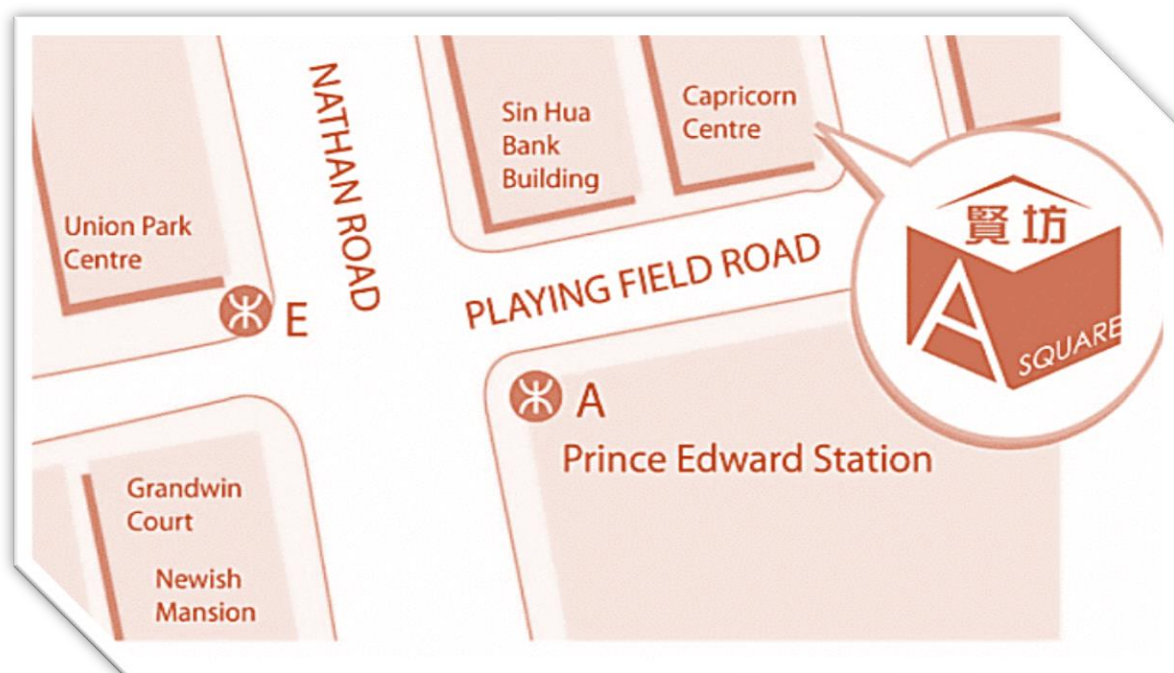 NATHAN ROAD
Sin Hua
Bank
Building
Capricorn
Centre
賢坊
A
SQUARE
Union Park
Centre
E
PLAYING FIELD ROAD
A
Prince Edward Station
Grandwin
Court
Newish
Mansion